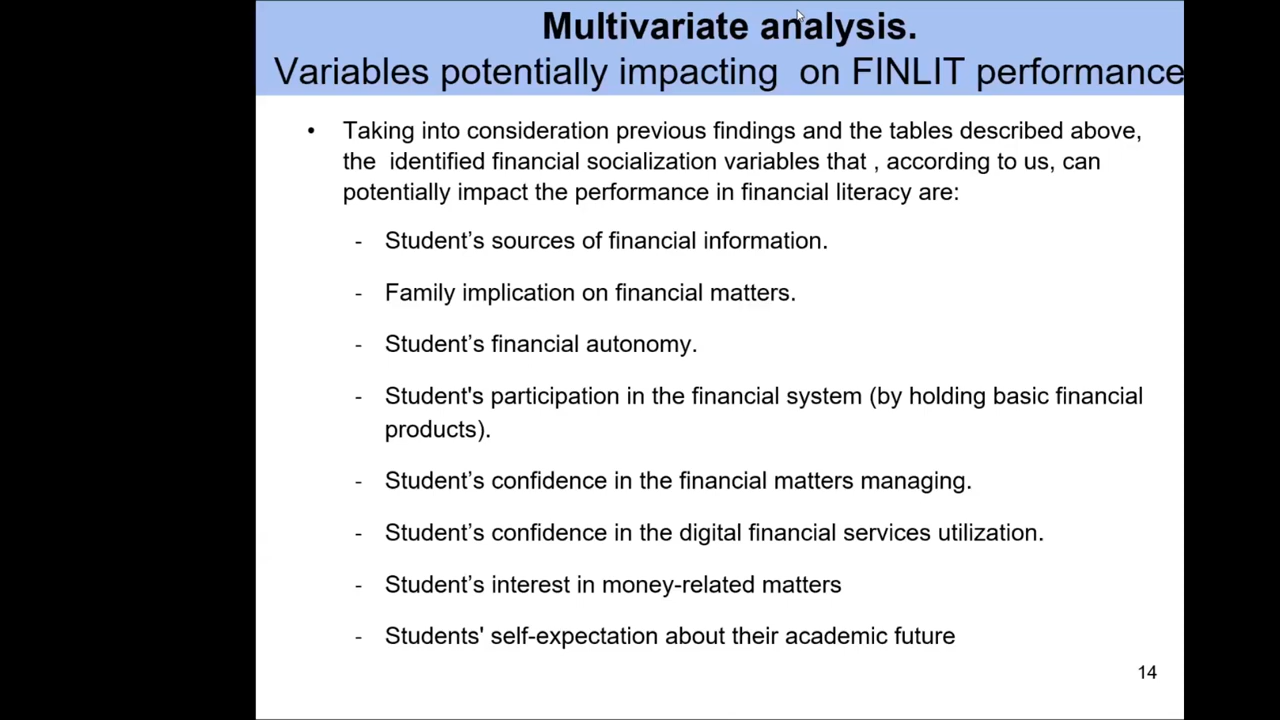 Multivariate analysis.
Variables potentially impacting  on FINLIT performance
• Taking into consideration previous findings and the tables described above,
the  identified financial socialization variables that , according to us, can
potentially impact the performance in financial literacy are:
- Student’s sources of financial information.
- Family implication on financial matters.
- Student’s financial autonomy.
- Student's participation in the financial system (by holding basic financial
products).
- Student’s confidence in the financial matters managing.
- Student’s confidence in the digital financial services utilization.
- Student’s interest in money-related matters
- Students' self-expectation about their academic future
14